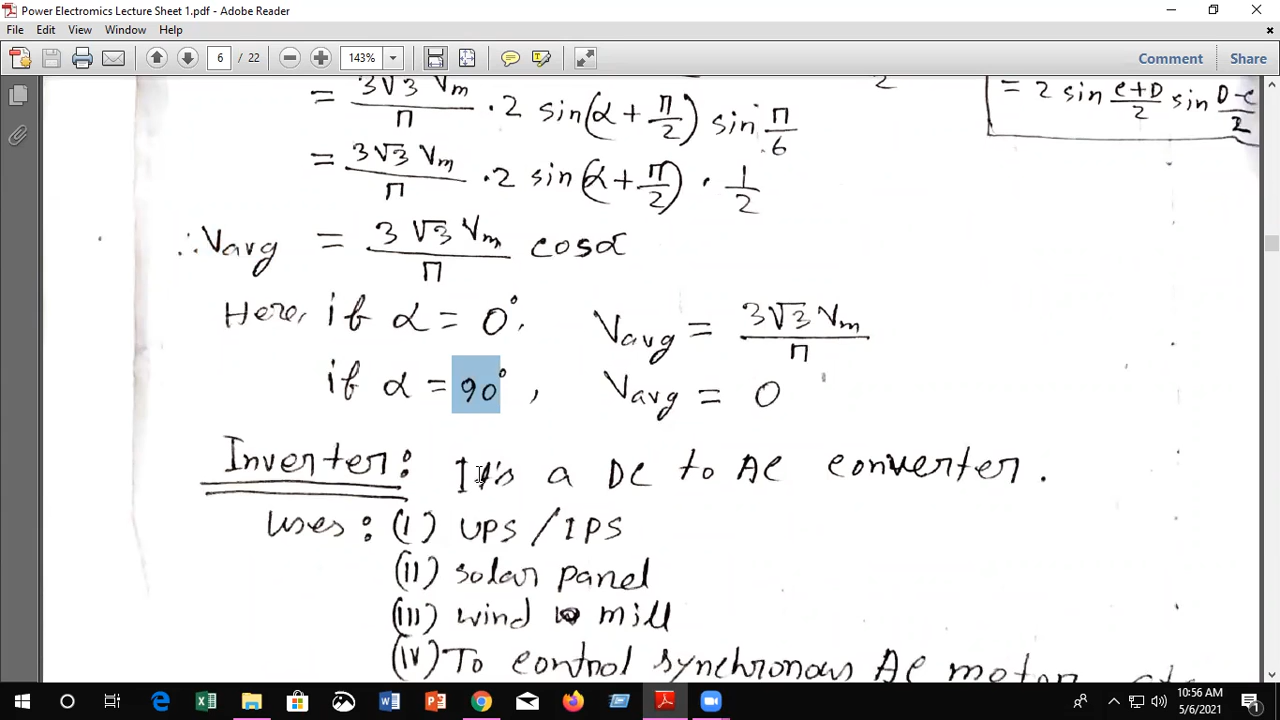 Power Electronics Lecture Sheet 1.pdf - Adobe Reader
File Edit View Window Help
6 / 22 143% Comment Share
= 3√3 Vm / π · 2 sin(α + π/2) sin π/6
2
= 2 sin C+D/2 sin D-C/2
= 3√3 Vm / π · 2 sin(α + π/2) · 1/2
∴ Vavg = 3√3 Vm / π cosα
Here, if α = 0°, Vavg = 3√3 Vm / π
if α = 90°, Vavg = 0
Inverter: It's a DC to AC converter.
Uses: (i) UPS / IPS
(ii) solar panel
(iii) wind mill
(iv) To control synchronous AC motor
10:56 AM
5/6/2021